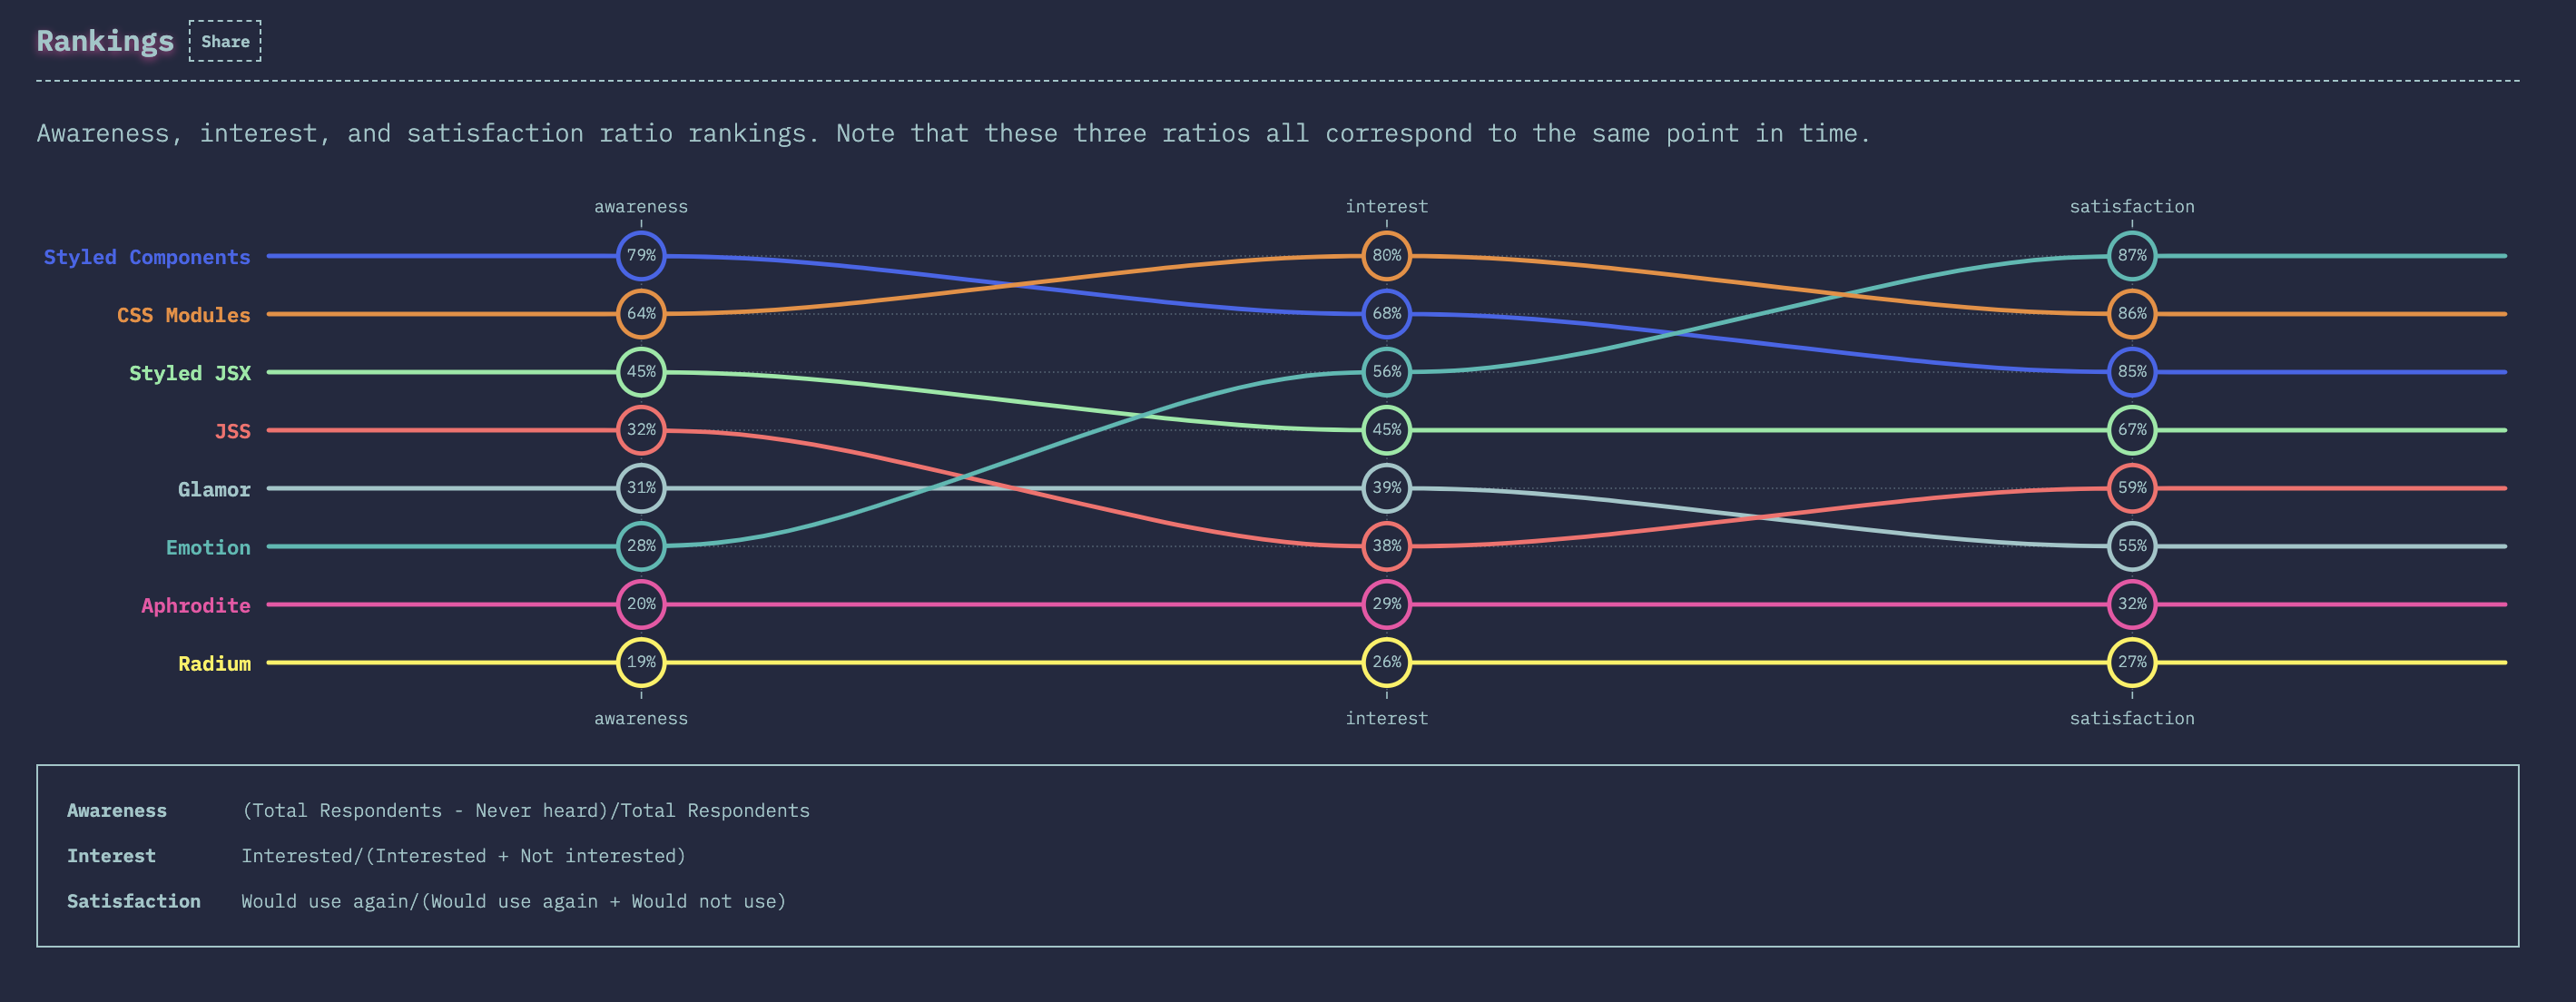 Rankings Share
Awareness, interest, and satisfaction ratio rankings. Note that these three ratios all correspond to the same point in time.
awareness interest satisfaction
Styled Components 79% 80% 87%
CSS Modules 64% 68% 86%
Styled JSX 45% 56% 85%
JSS 32% 45% 67%
Glamor 31% 39% 59%
Emotion 28% 38% 55%
Aphrodite 20% 29% 32%
Radium 19% 26% 27%
awareness interest satisfaction
Awareness (Total Respondents - Never heard)/Total Respondents
Interest Interested/(Interested + Not interested)
Satisfaction Would use again/(Would use again + Would not use)